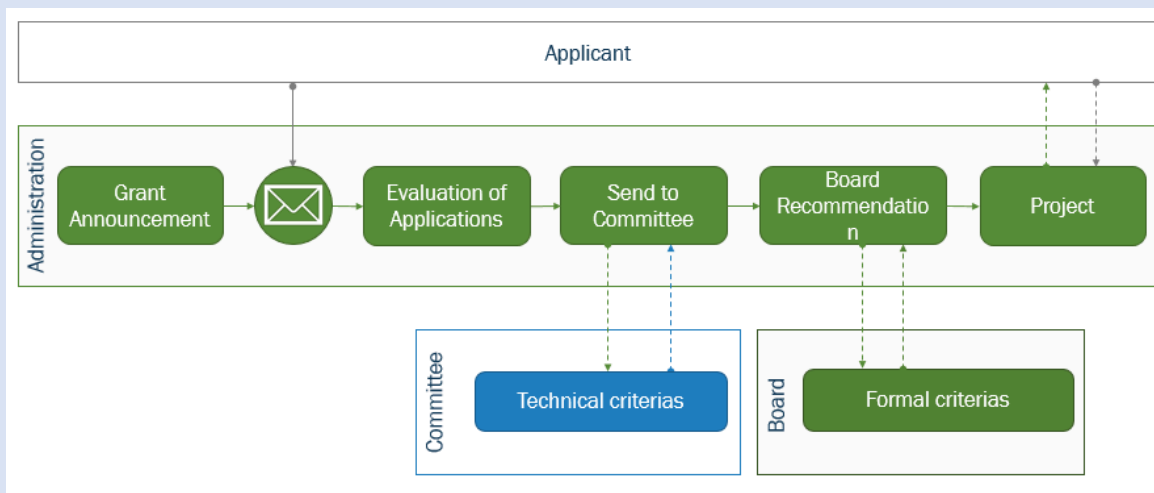 Applicant
Administration
Grant
Announcement
Evaluation of
Applications
Send to
Committee
Board
Recommendatio
n
Project
Committee
Technical criterias
Board
Formal criterias